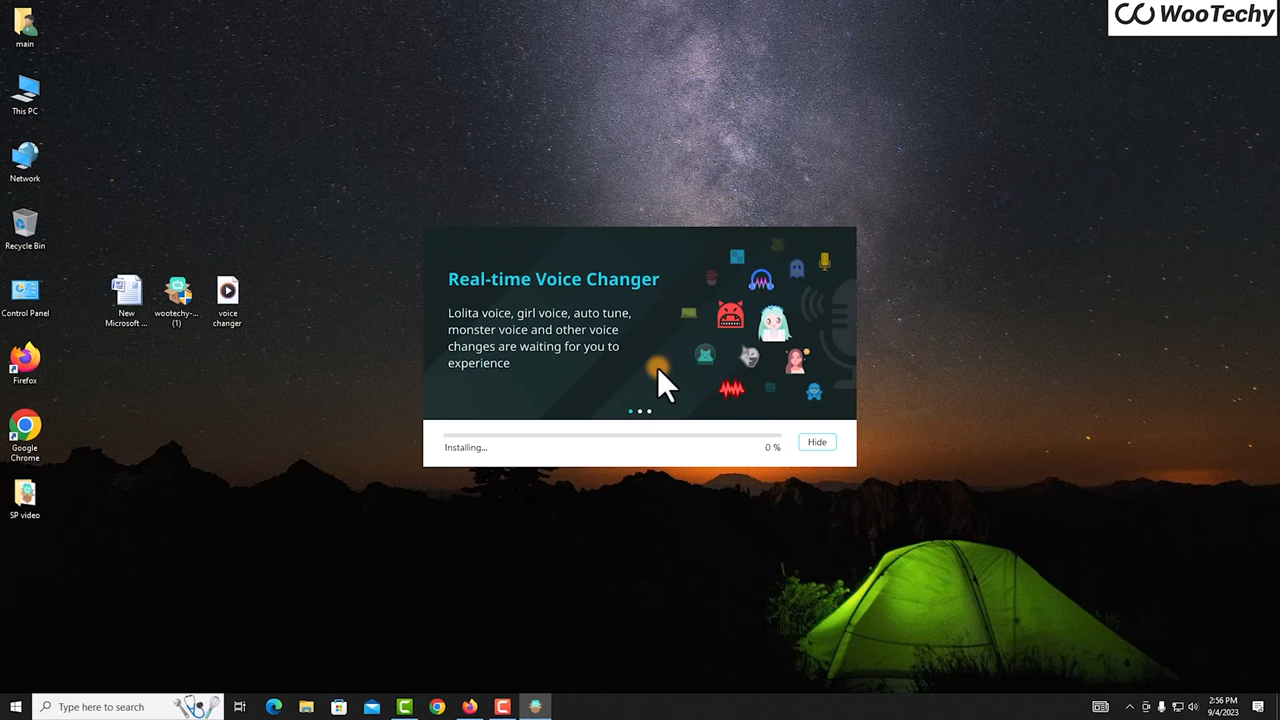 WooTechy
main
This PC
Network
Recycle Bin
Control Panel
Firefox
Google
Chrome
SP video
New
Microsoft ...
wootechy-...
(1)
voice
changer
Real-time Voice Changer
Lolita voice, girl voice, auto tune,
monster voice and other voice
changes are waiting for you to
experience
Installing...
0 %
Hide
Type here to search
2:56 PM
9/4/2023